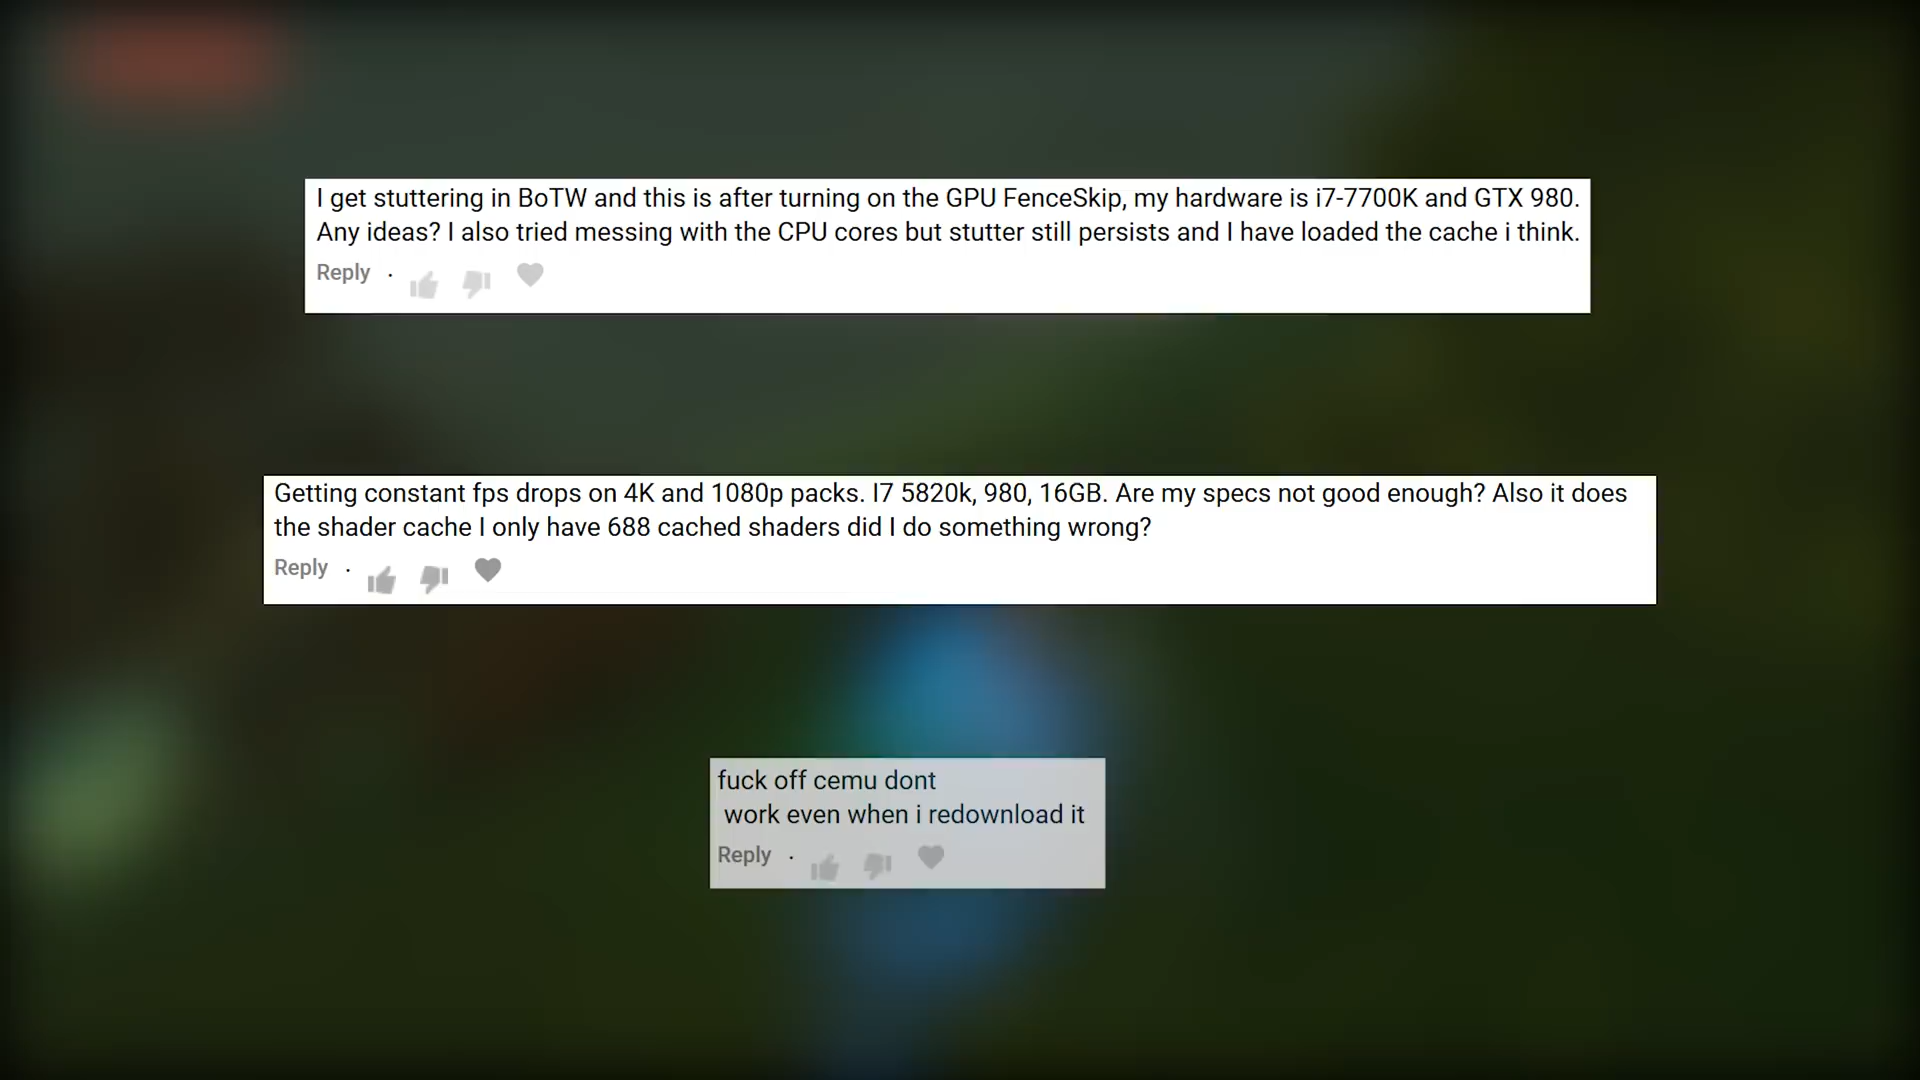 I get stuttering in BoTW and this is after turning on the GPU FenceSkip, my hardware is i7-7700K and GTX 980.
Any ideas? I also tried messing with the CPU cores but stutter still persists and I have loaded the cache i think.
Reply ·
Getting constant fps drops on 4K and 1080p packs. I7 5820k, 980, 16GB. Are my specs not good enough? Also it does
the shader cache I only have 688 cached shaders did I do something wrong?
Reply ·
fuck off cemu dont
work even when i redownload it
Reply ·